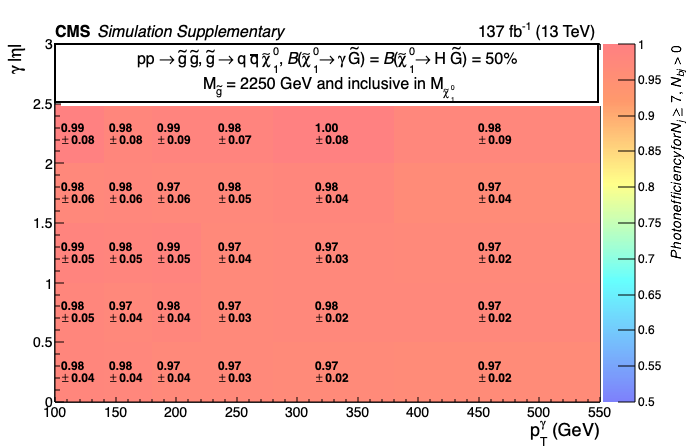 CMS Simulation Supplementary 137 fb⁻¹ (13 TeV)
pp → g̃ g̃, g̃ → q q̅ χ̃⁰₁, B(χ̃⁰₁ → γ G̃) = B(χ̃⁰₁ → H G̃) = 50%
M_g̃ = 2250 GeV and inclusive in M_χ̃⁰₁
γ |η|
3
2.5
2
1.5
1
0.5
0
0.99 0.98 0.99 0.98 1.00 0.98
± 0.08 ± 0.08 ± 0.09 ± 0.07 ± 0.08 ± 0.09
0.98 0.98 0.97 0.98 0.98 0.97
± 0.06 ± 0.06 ± 0.06 ± 0.05 ± 0.04 ± 0.04
0.99 0.98 0.99 0.97 0.97 0.97
± 0.05 ± 0.05 ± 0.05 ± 0.04 ± 0.03 ± 0.02
0.98 0.97 0.98 0.97 0.98 0.97
± 0.05 ± 0.04 ± 0.04 ± 0.03 ± 0.02 ± 0.02
0.98 0.98 0.97 0.97 0.97 0.97
± 0.04 ± 0.04 ± 0.04 ± 0.03 ± 0.02 ± 0.02
100 150 200 250 300 350 400 450 500 550
p_T^γ (GeV)
1
0.95
0.9
0.85
0.8
0.75
0.7
0.65
0.6
0.55
0.5
PhotonefficiencyforN_j ≥ 7, N_bj > 0